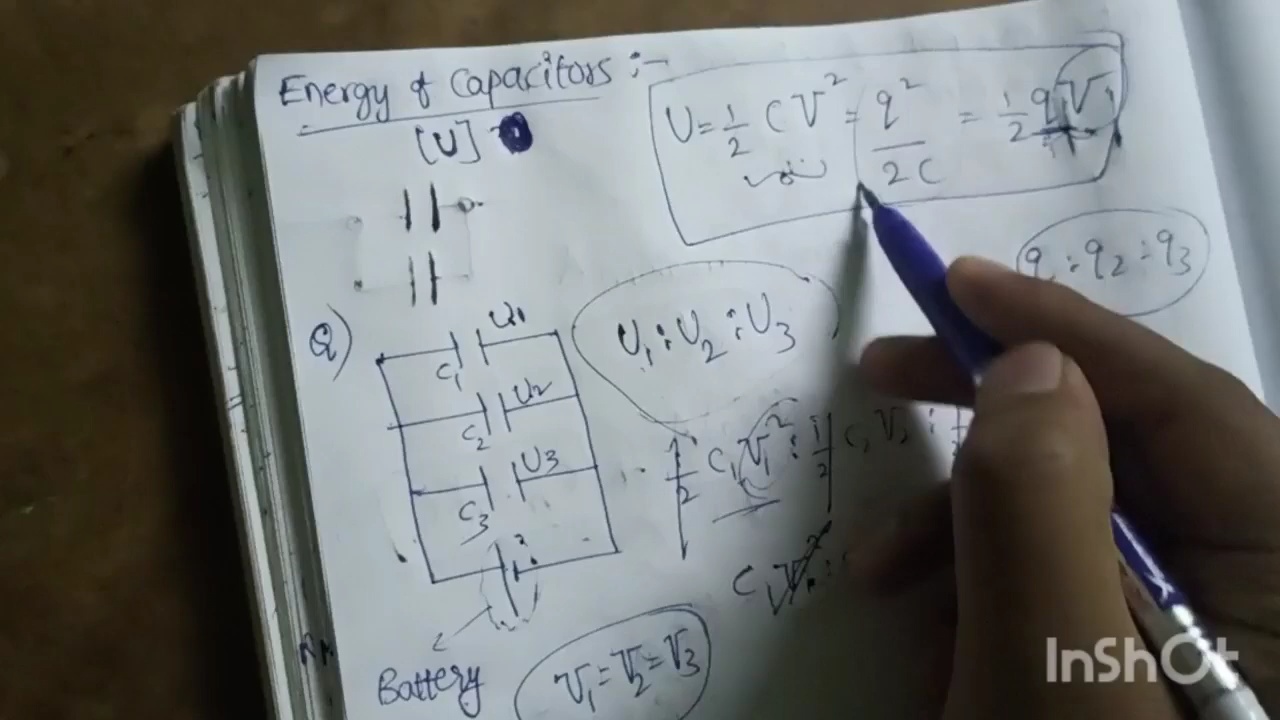 Energy of Capacitors :-
[U]
U = 1/2 CV² = q²/2C = 1/2 qV
q₁ : q₂ : q₃
Q)
U₁
C₁
U₂
C₂
U₃
C₃
U₁ : U₂ : U₃
1/2 C₁V₁² : 1/2 C₂V₂ :
C₁V₁² :
Battery
V₁ = V₂ = V₃
InShOt